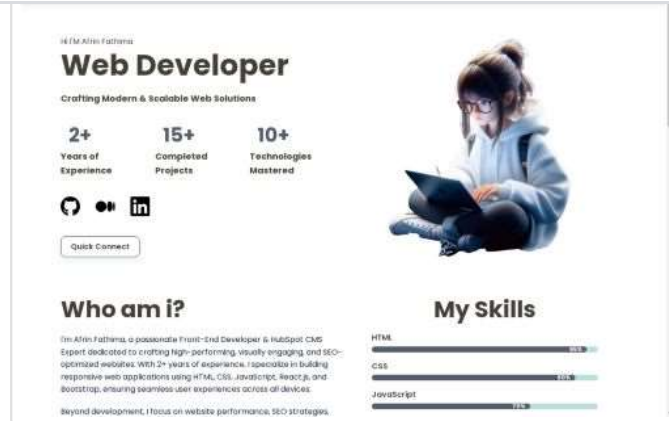 Hi I'M Afrin Fathima
Web Developer
Crafting Modern & Scalable Web Solutions
2+
15+
10+
Years of
Experience
Completed
Projects
Technologies
Mastered
in
Quick Connect
Who am i?
I'm Afrin Fathima, a passionate Front-End Developer & HubSpot CMS
Expert dedicated to crafting high-performing, visually engaging, and SEO-
optimized websites. With 2+ years of experience, I specialize in building
responsive web applications using HTML, CSS, JavaScript, React.js, and
Bootstrap, ensuring seamless user experiences across all devices.
Beyond development, I focus on website performance, SEO strategies,
My Skills
HTML
CSS
JavaScript